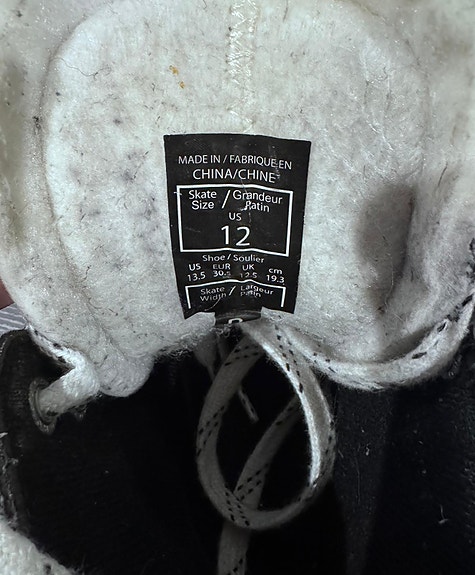 MADE IN / FABRIQUE EN
CHINA/CHINE
Skate Size / Grandeur Patin
US
12
Shoe / Soulier
US EUR UK cm
13.5 30.5 12.5 19.3
Skate Width / Largeur Patin